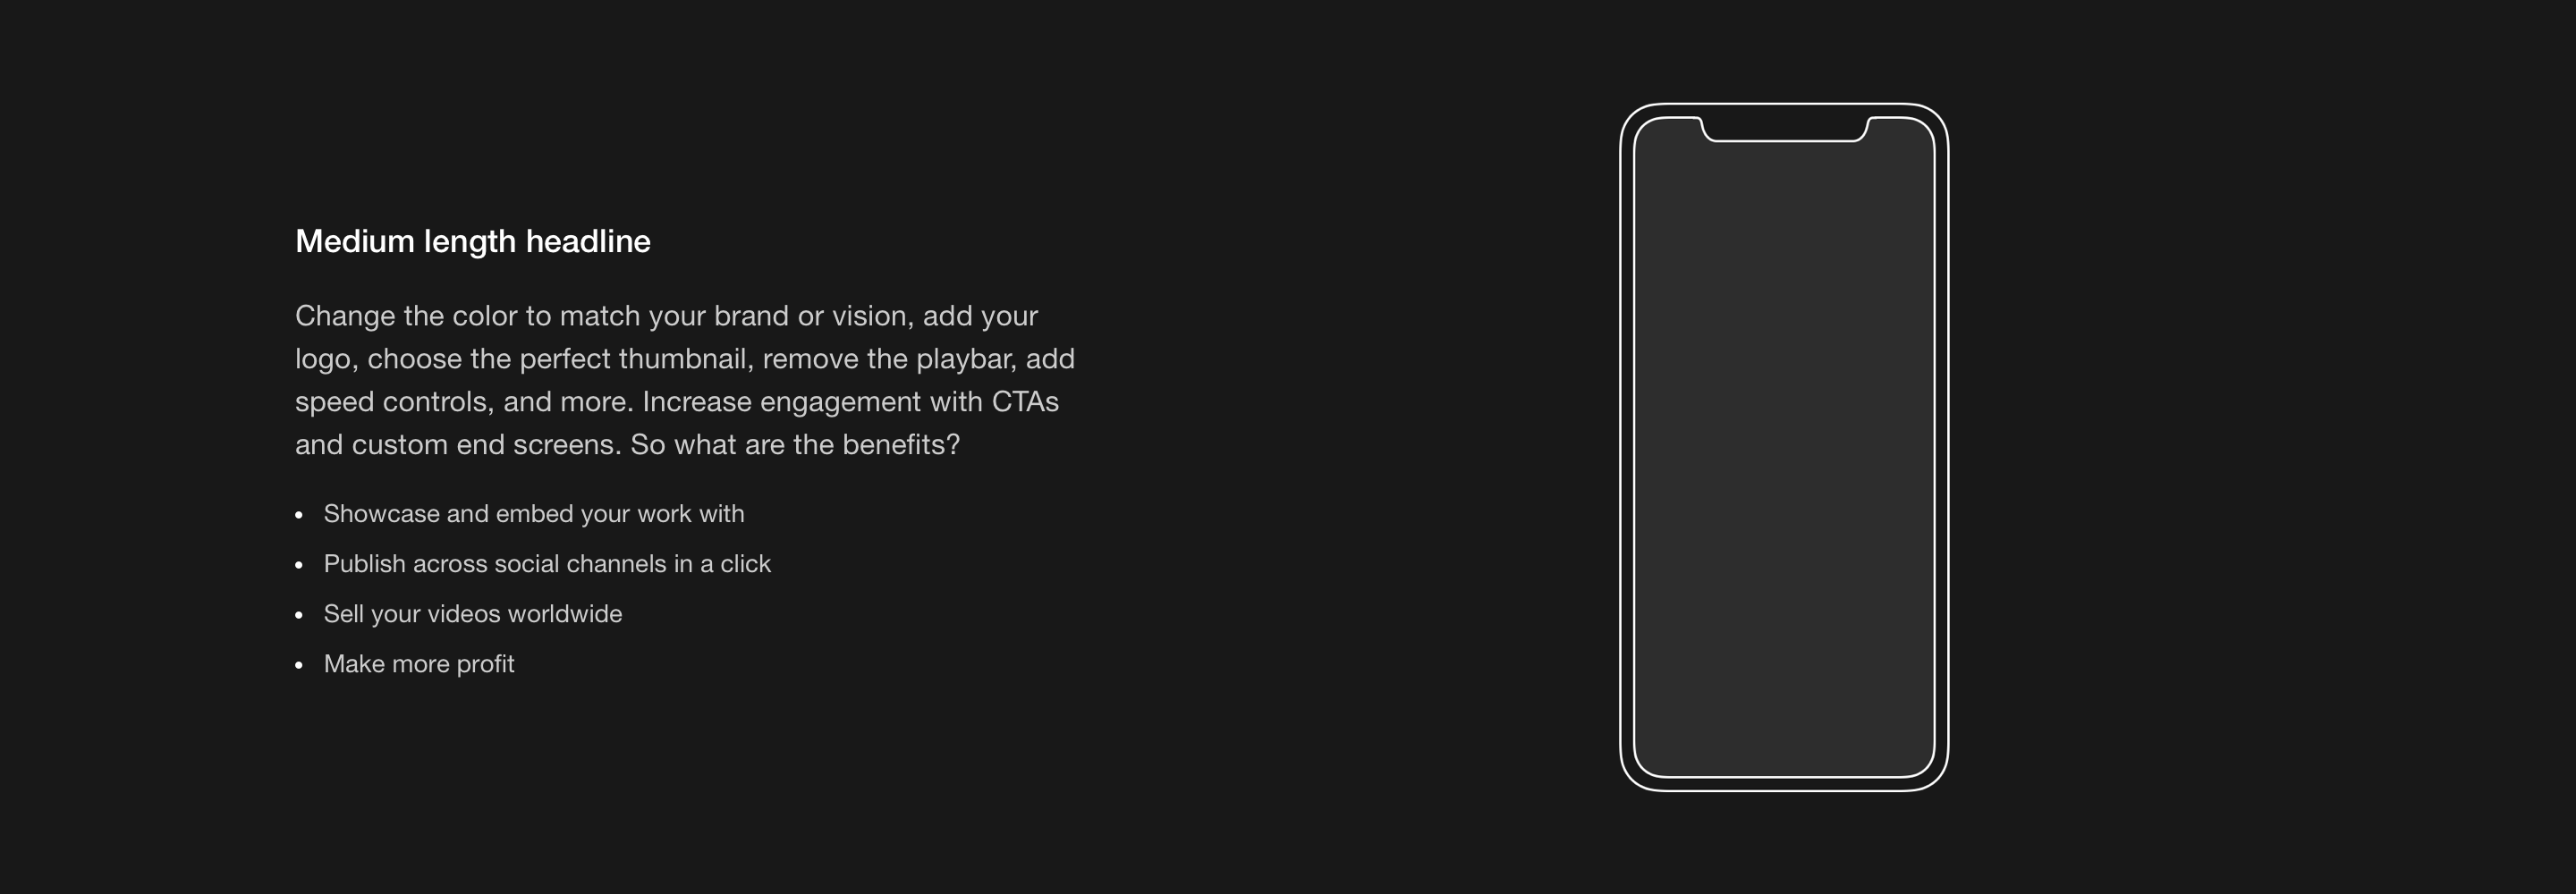 Medium length headline
Change the color to match your brand or vision, add your
logo, choose the perfect thumbnail, remove the playbar, add
speed controls, and more. Increase engagement with CTAs
and custom end screens. So what are the benefits?
• Showcase and embed your work with
• Publish across social channels in a click
• Sell your videos worldwide
• Make more profit